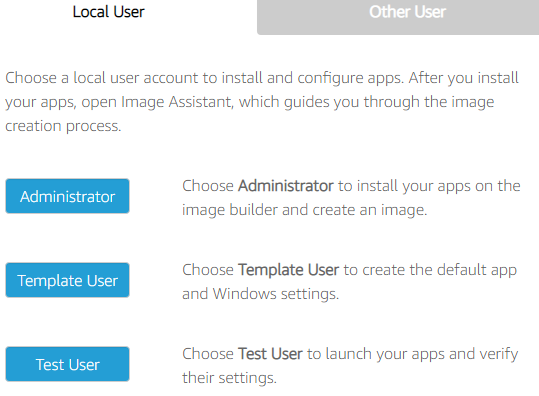 Local User
Other User
Choose a local user account to install and configure apps. After you install
your apps, open Image Assistant, which guides you through the image
creation process.
Administrator
Choose Administrator to install your apps on the
image builder and create an image.
Template User
Choose Template User to create the default app
and Windows settings.
Test User
Choose Test User to launch your apps and verify
their settings.